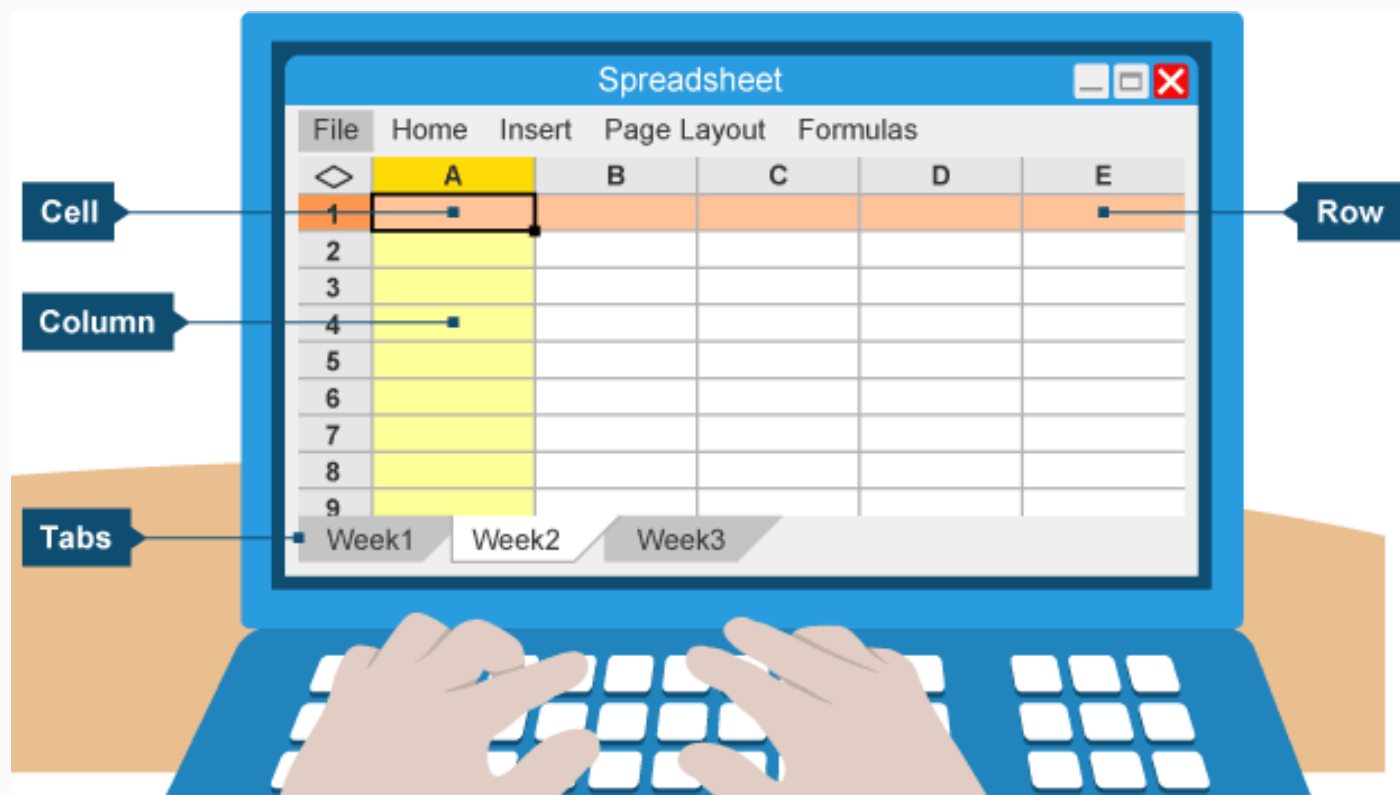 Spreadsheet
File Home Insert Page Layout Formulas
A B C D E
Cell
1
Row
2
3
Column
4
5
6
7
8
9
Tabs
Week1 Week2 Week3